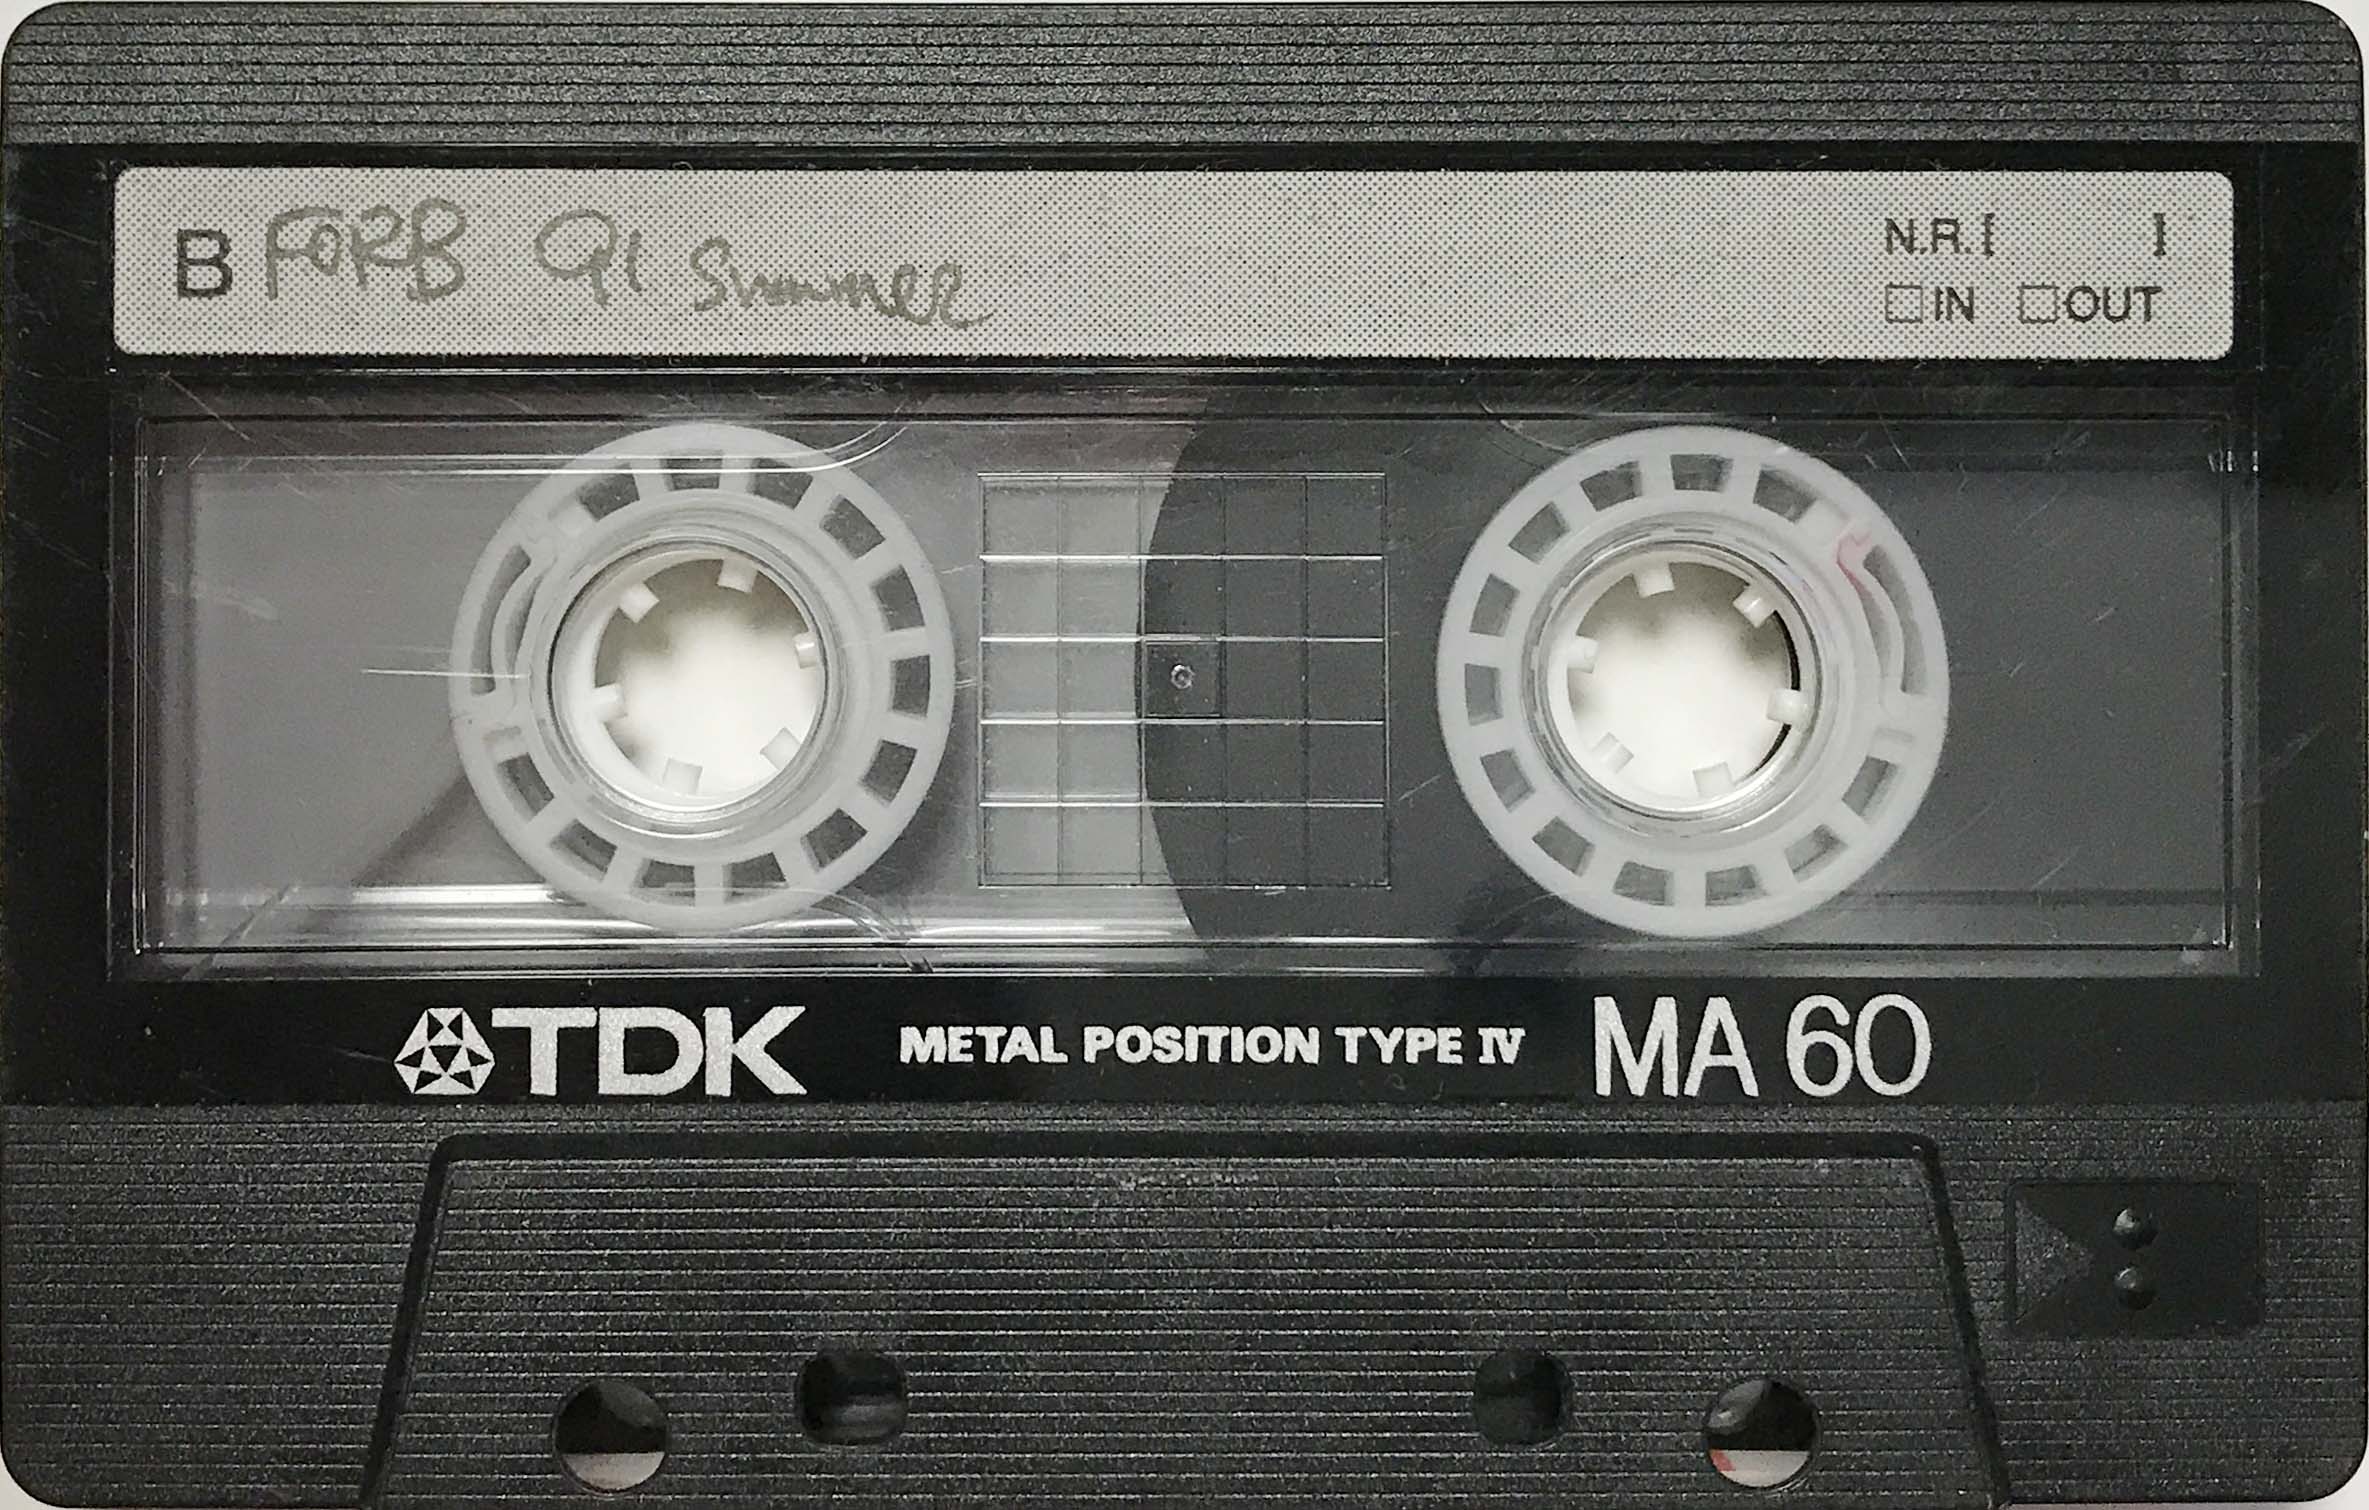 B FORB 91 Summer
N.R. [ ]
IN OUT
TDK METAL POSITION TYPE IV MA 60